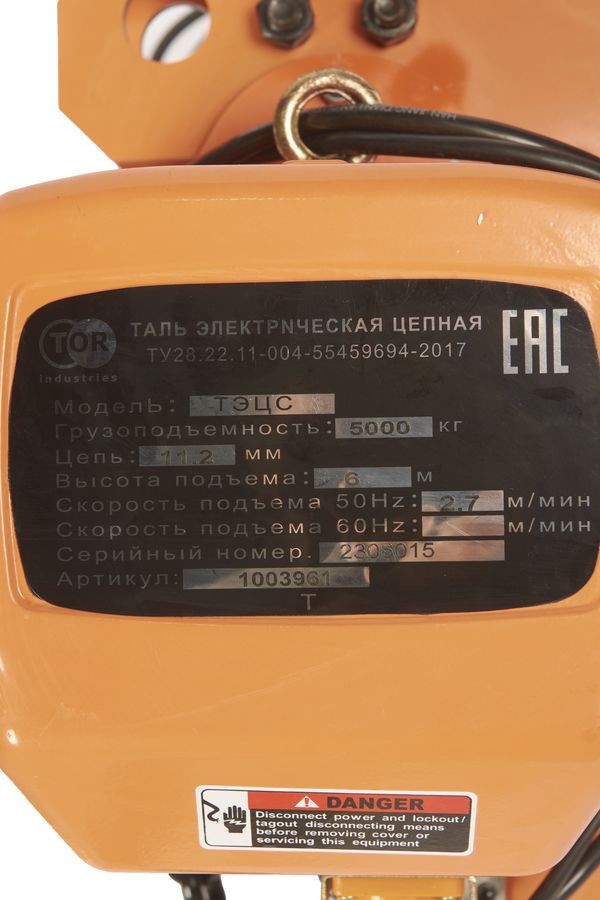 TOR
industries
ТАЛЬ ЭЛЕКТРNЧЕСКАЯ ЦЕПНАЯ
ТУ28.22.11-004-55459694-2017
EAC
Модель: ТЭЦС
Грузоподъемность: 5000 кг
Цепь: 11.2 мм
Высота подъема: 6 м
Скорость подъема 50Hz: 2.7 м/мин
Скорость подъема 60Hz: м/мин
Серийный номер. 2306015
Артикул: 1003961
Т
DANGER
Disconnect power and lockout/
tagout disconnecting means
before removing cover or
servicing this equipment